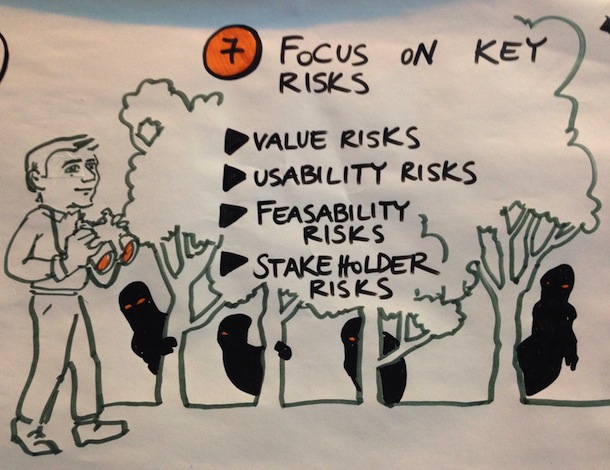 7 FOCUS ON KEY
RISKS
VALUE RISKS
USABILITY RISKS
FEASABILITY
RISKS
STAKEHOLDER
RISKS